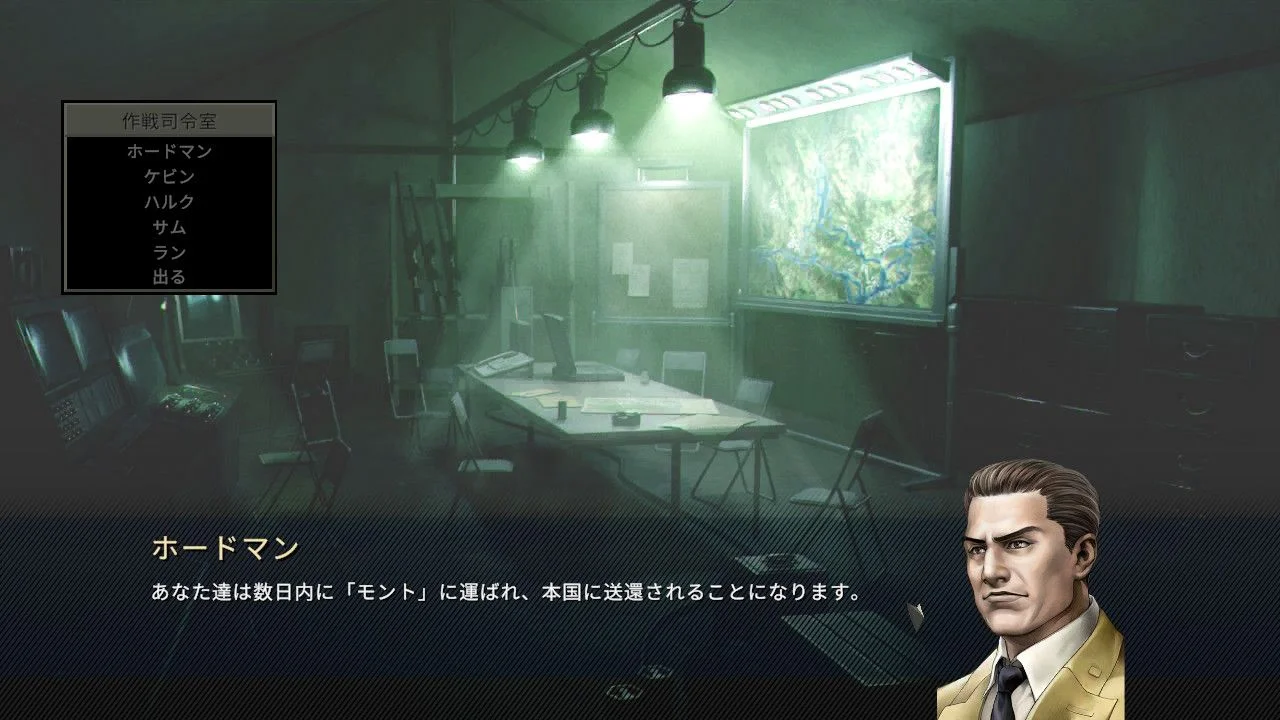 作戦司令室
ホードマン
ケビン
ハルク
サム
ラン
出る
ホードマン
あなた達は数日内に「モント」に運ばれ、本国に送還されることになります。